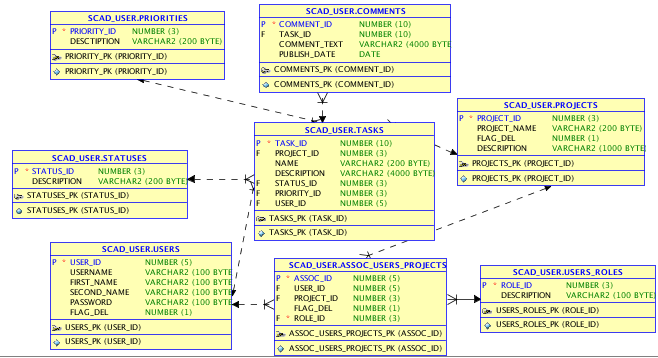 SCAD_USER.PRIORITIES
P * PRIORITY_ID NUMBER (3)
DESCTIPTION VARCHAR2 (200 BYTE)
PRIORITY_PK (PRIORITY_ID)
PRIORITY_PK (PRIORITY_ID)
SCAD_USER.COMMENTS
P * COMMENT_ID NUMBER (10)
F TASK_ID NUMBER (10)
COMMENT_TEXT VARCHAR2 (4000 BYTE
PUBLISH_DATE DATE
COMMENTS_PK (COMMENT_ID)
COMMENTS_PK (COMMENT_ID)
SCAD_USER.PROJECTS
P * PROJECT_ID NUMBER (3)
PROJECT_NAME VARCHAR2 (200 BYTE)
FLAG_DEL NUMBER (1)
DESCRIPTION VARCHAR2 (1000 BYTE)
PROJECTS_PK (PROJECT_ID)
PROJECTS_PK (PROJECT_ID)
SCAD_USER.TASKS
P * TASK_ID NUMBER (10)
F PROJECT_ID NUMBER (3)
NAME VARCHAR2 (200 BYTE)
DESCRIPTION VARCHAR2 (4000 BYTE)
F STATUS_ID NUMBER (3)
F PRIORITY_ID NUMBER (3)
F USER_ID NUMBER (5)
TASKS_PK (TASK_ID)
TASKS_PK (TASK_ID)
SCAD_USER.STATUSES
P * STATUS_ID NUMBER (3)
DESCRIPTION VARCHAR2 (200 BYTE)
STATUSES_PK (STATUS_ID)
STATUSES_PK (STATUS_ID)
SCAD_USER.USERS
P * USER_ID NUMBER (5)
USERNAME VARCHAR2 (100 BYTE
FIRST_NAME VARCHAR2 (100 BYTE
SECOND_NAME VARCHAR2 (100 BYTE
PASSWORD VARCHAR2 (100 BYTE
FLAG_DEL NUMBER (1)
USERS_PK (USER_ID)
USERS_PK (USER_ID)
SCAD_USER.ASSOC_USERS_PROJECTS
P * ASSOC_ID NUMBER (5)
F USER_ID NUMBER (5)
F PROJECT_ID NUMBER (3)
FLAG_DEL NUMBER (1)
F * ROLE_ID NUMBER (3)
ASSOC_USERS_PROJECTS_PK (ASSOC_ID)
ASSOC_USERS_PROJECTS_PK (ASSOC_ID)
SCAD_USER.USERS_ROLES
P * ROLE_ID NUMBER (3)
DESCRIPTION VARCHAR2 (100 BYTE)
USERS_ROLES_PK (ROLE_ID)
USERS_ROLES_PK (ROLE_ID)